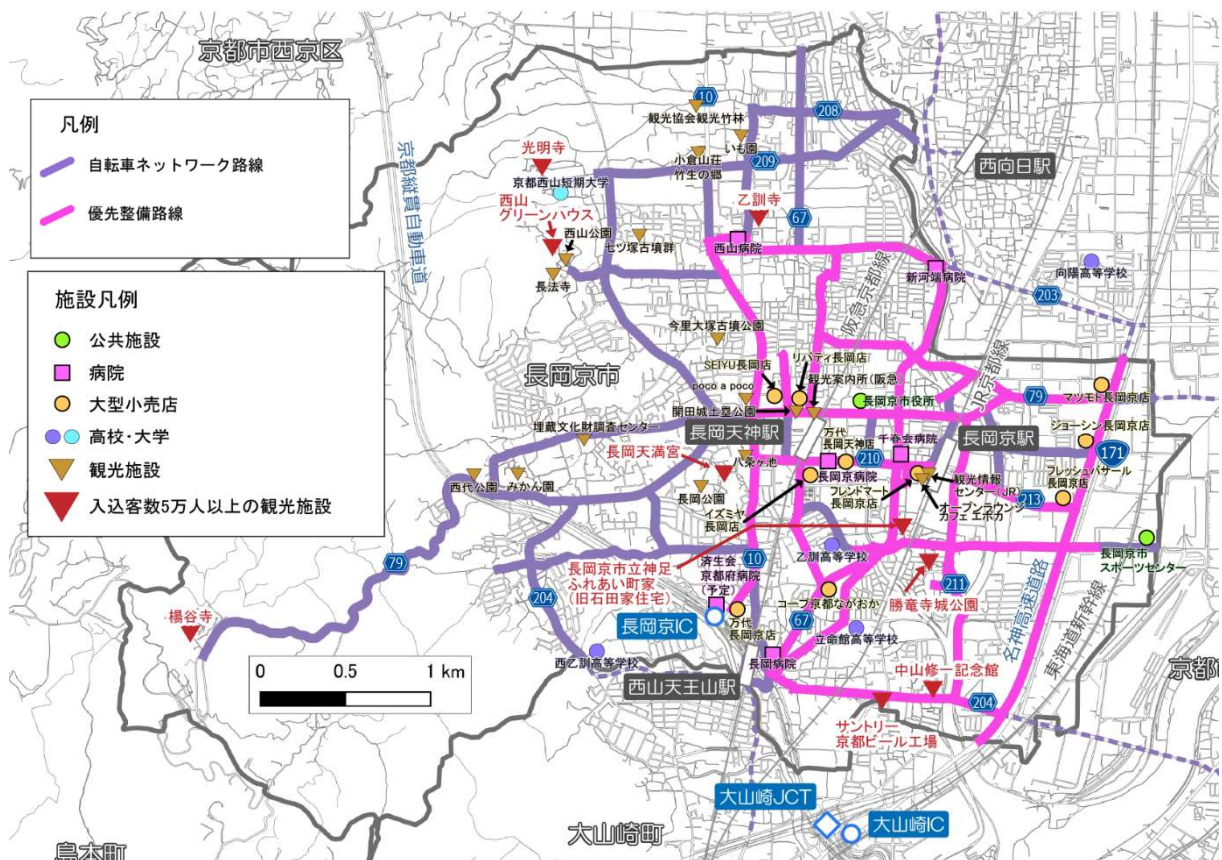 京都市西京区
凡例
自転車ネットワーク路線
優先整備路線
施設凡例
公共施設
病院
大型小売店
高校・大学
観光施設
入込客数5万人以上の観光施設
京都縦貫自動車道
10
観光協会観光竹林
208
いも園
小倉山荘
竹生の郷
209
光明寺
京都西山短期大学
西山
グリーンハウス
西山公園
七ツ塚古墳群
長法寺
乙訓寺
67
西山病院
西向日駅
向陽高等学校
新河端病院
203
阪急京都線
JR京都線
今里大塚古墳公園
長岡京市
SEIYU長岡店
リバティ長岡店
poco a poco
観光案内所(阪急)
開田城土塁公園
長岡京市役所
79
マツモト長岡京店
埋蔵文化財調査センター
長岡天神駅
万代
長岡天神店
千春会病院
長岡京駅
ジョーシン長岡京店
171
長岡天満宮
八条ヶ池
長岡京病院
210
西代公園
みかん園
長岡公園
イズミヤ
長岡店
フレンドマート
長岡京店
観光情報
センター(JR)
オープンラウンジ
カフェ エポカ
213
フレッシュバザール
長岡京店
乙訓高等学校
長岡京市
スポーツセンター
79
204
長岡京市立神足
ふれあい町家
(旧石田家住宅)
済生会
京都府病院
(予定)
10
211
勝竜寺城公園
コープ京都ながおか
楊谷寺
長岡京IC
万代
長岡京店
67
立命館高等学校
名神高速道路
東海道新幹線
0
0.5
1 km
西乙訓高等学校
長岡病院
西山天王山駅
中山修一記念館
204
サントリー
京都ビール工場
京都
大山崎JCT
大山崎IC
大山崎町
島本町